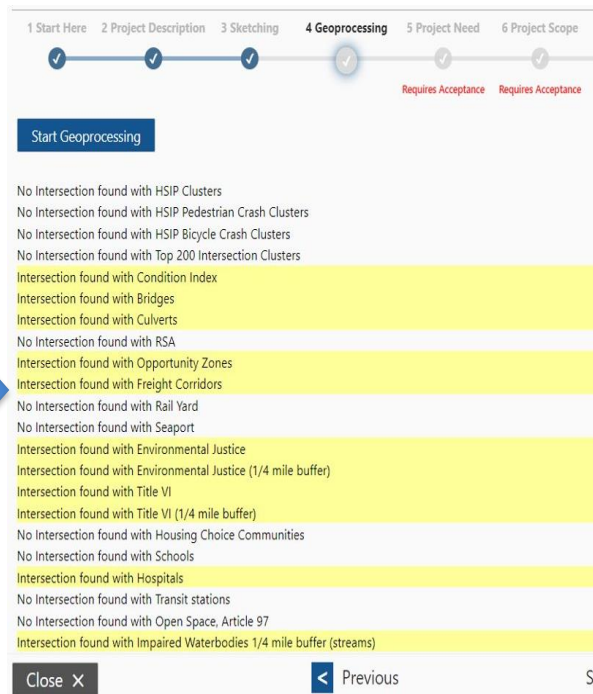 1 Start Here 2 Project Description 3 Sketching 4 Geoprocessing 5 Project Need 6 Project Scope
Requires Acceptance Requires Acceptance
Start Geoprocessing
No Intersection found with HSIP Clusters
No Intersection found with HSIP Pedestrian Crash Clusters
No Intersection found with HSIP Bicycle Crash Clusters
No Intersection found with Top 200 Intersection Clusters
Intersection found with Condition Index
Intersection found with Bridges
Intersection found with Culverts
No Intersection found with RSA
Intersection found with Opportunity Zones
Intersection found with Freight Corridors
No Intersection found with Rail Yard
No Intersection found with Seaport
Intersection found with Environmental Justice
Intersection found with Environmental Justice (1/4 mile buffer)
Intersection found with Title VI
Intersection found with Title VI (1/4 mile buffer)
No Intersection found with Housing Choice Communities
No Intersection found with Schools
Intersection found with Hospitals
No Intersection found with Transit stations
No Intersection found with Open Space, Article 97
Intersection found with Impaired Waterbodies 1/4 mile buffer (streams)
Close X < Previous S